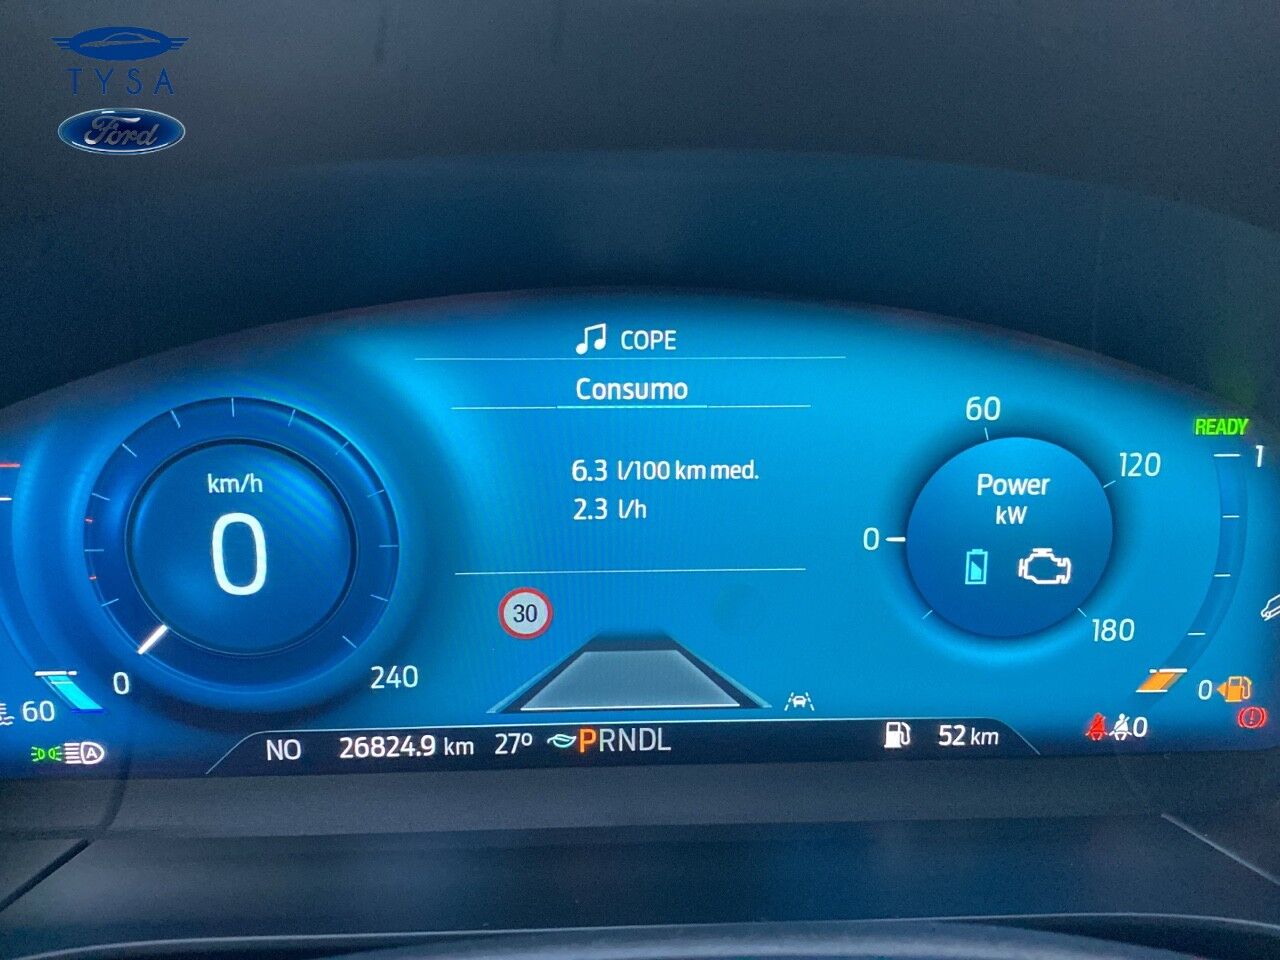 TYSA
Ford
COPE
Consumo
6.3 l/100 km med.
2.3 l/h
km/h
0
0
240
60
30
60
120
0
Power
kW
180
READY
1
0
0
NO 26824.9 km 27º PRNDL 52 km
A